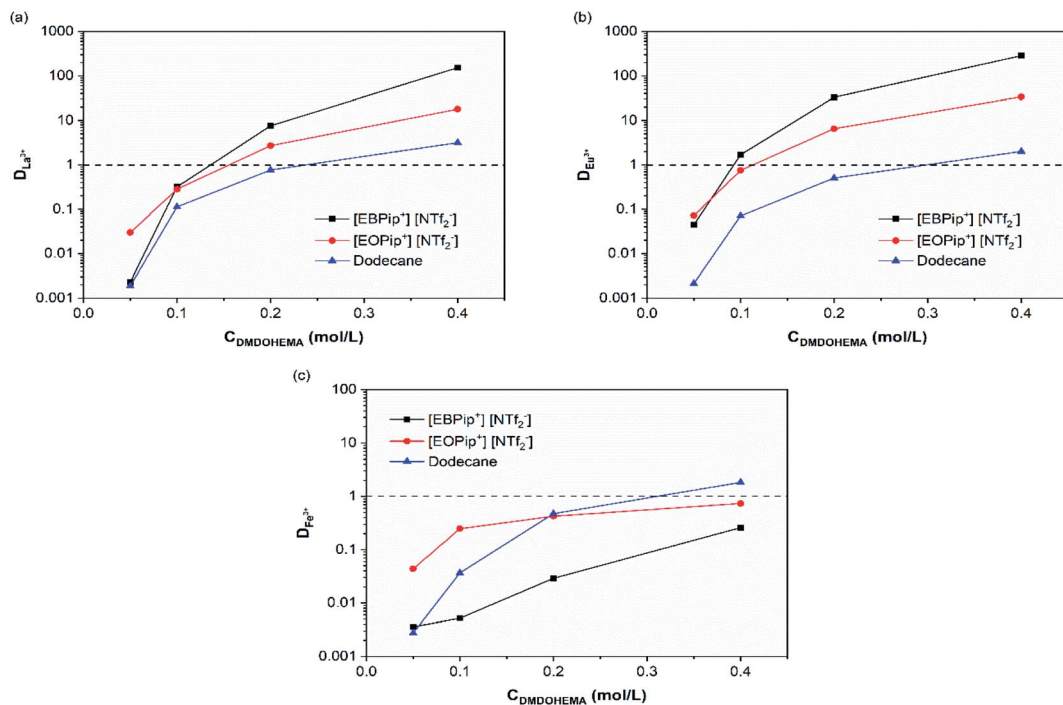 (a)
1000
100
10
1
0.1
0.01
0.001
D_La³⁺
[EBPip⁺] [NTf₂⁻]
[EOPip⁺] [NTf₂⁻]
Dodecane
0.0 0.1 0.2 0.3 0.4
C_DMDOHEMA (mol/L)
(b)
1000
100
10
1
0.1
0.01
0.001
D_Eu³⁺
[EBPip⁺] [NTf₂⁻]
[EOPip⁺] [NTf₂⁻]
Dodecane
0.0 0.1 0.2 0.3 0.4
C_DMDOHEMA (mol/L)
(c)
100
10
1
0.1
0.01
0.001
D_Fe³⁺
[EBPip⁺] [NTf₂⁻]
[EOPip⁺] [NTf₂⁻]
Dodecane
0.0 0.1 0.2 0.3 0.4
C_DMDOHEMA (mol/L)